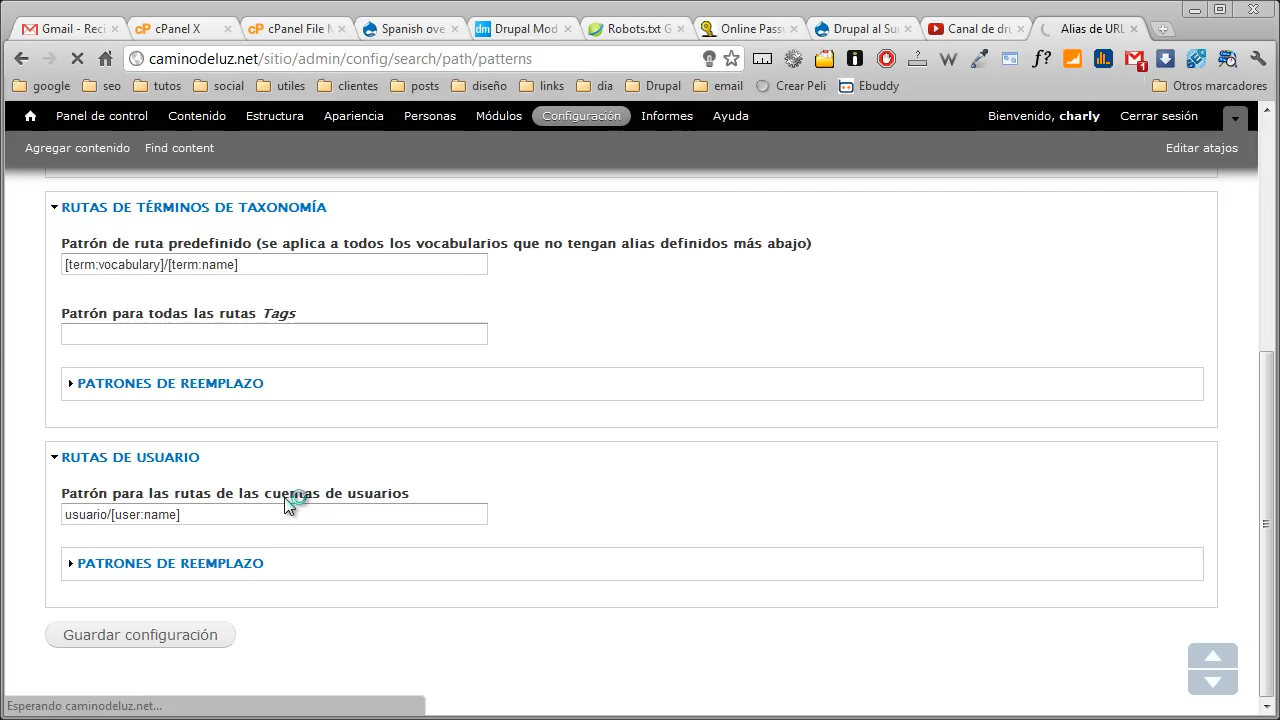 Gmail - Reci
cPanel X
cPanel File M
Spanish ove
Drupal Mod
Robots.txt G
Online Pass
Drupal al Su
Canal de dru
Alias de URL
caminodeluz.net/sitio/admin/config/search/path/patterns
google seo tutos social utiles clientes posts diseño links dia Drupal email Crear Peli Ebuddy Otros marcadores
Panel de control Contenido Estructura Apariencia Personas Módulos Configuración Informes Ayuda Bienvenido, charly Cerrar sesión
Agregar contenido Find content Editar atajos
RUTAS DE TÉRMINOS DE TAXONOMÍA
Patrón de ruta predefinido (se aplica a todos los vocabularios que no tengan alias definidos más abajo)
[term:vocabulary]/[term:name]
Patrón para todas las rutas Tags
PATRONES DE REEMPLAZO
RUTAS DE USUARIO
Patrón para las rutas de las cuentas de usuarios
usuario/[user:name]
PATRONES DE REEMPLAZO
Guardar configuración
Esperando caminodeluz.net...